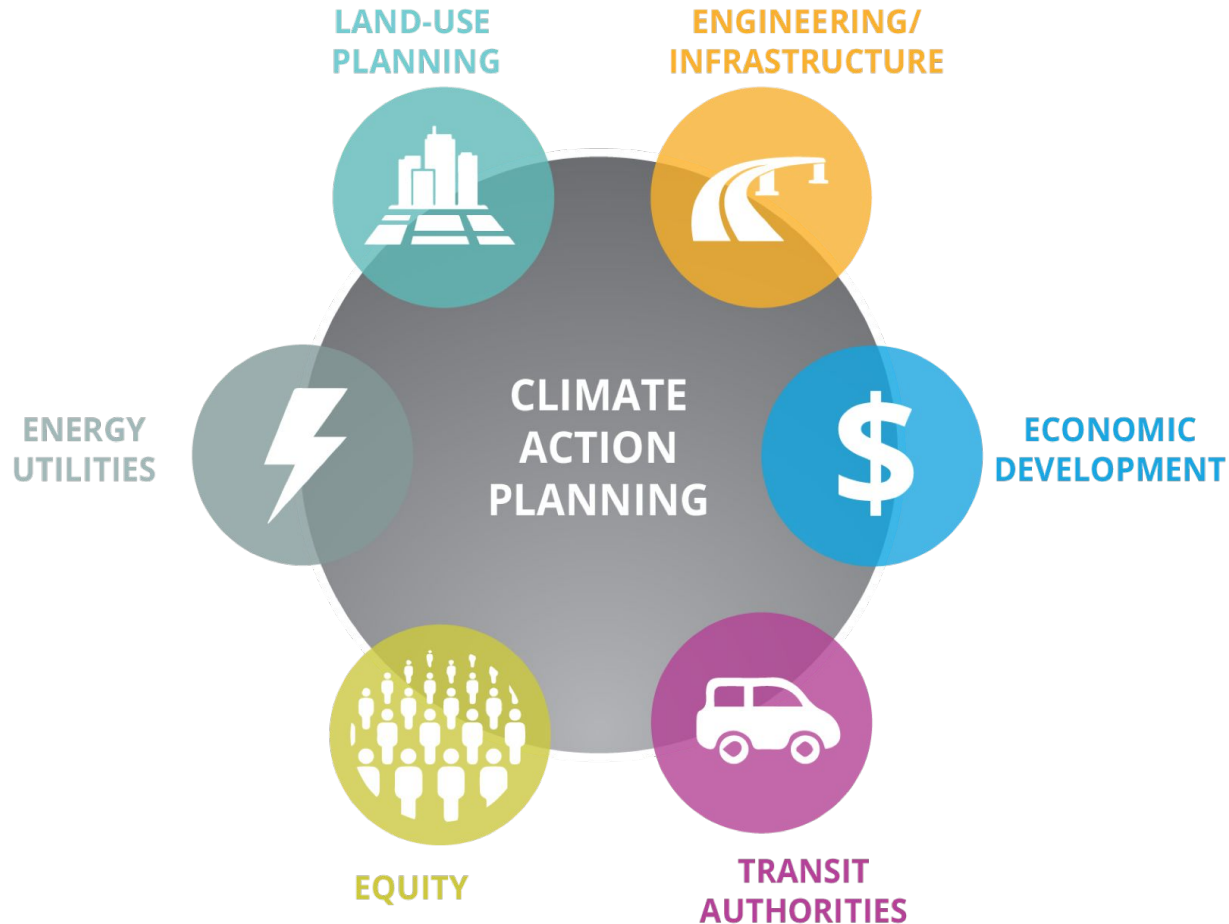 LAND-USE
PLANNING
ENGINEERING/
INFRASTRUCTURE
ENERGY
UTILITIES
CLIMATE
ACTION
PLANNING
$
ECONOMIC
DEVELOPMENT
EQUITY
TRANSIT
AUTHORITIES